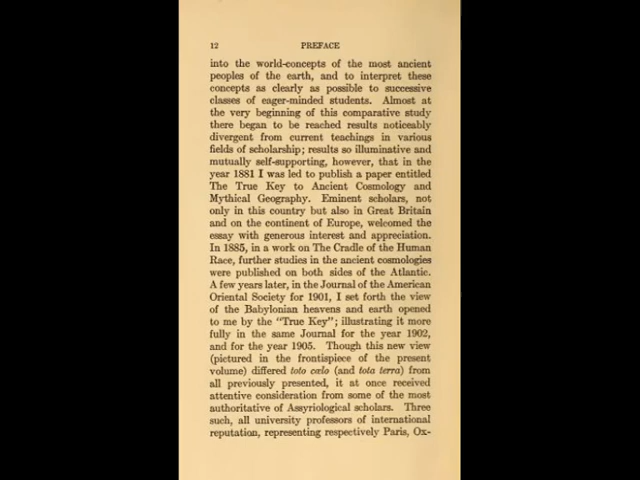 12 PREFACE
into the world-concepts of the most ancient
peoples of the earth, and to interpret these
concepts as clearly as possible to successive
classes of eager-minded students. Almost at
the very beginning of this comparative study
there began to be reached results noticeably
divergent from current teachings in various
fields of scholarship; results so illuminative and
mutually self-supporting, however, that in the
year 1881 I was led to publish a paper entitled
The True Key to Ancient Cosmology and
Mythical Geography. Eminent scholars, not
only in this country but also in Great Britain
and on the continent of Europe, welcomed the
essay with generous interest and appreciation.
In 1885, in a work on The Cradle of the Human
Race, further studies in the ancient cosmologies
were published on both sides of the Atlantic.
A few years later, in the Journal of the American
Oriental Society for 1901, I set forth the view
of the Babylonian heavens and earth opened
to me by the "True Key"; illustrating it more
fully in the same Journal for the year 1902,
and for the year 1905. Though this new view
(pictured in the frontispiece of the present
volume) differed toto cœlo (and tota terra) from
all previously presented, it at once received
attentive consideration from some of the most
authoritative of Assyriological scholars. Three
such, all university professors of international
reputation, representing respectively Paris, Ox-